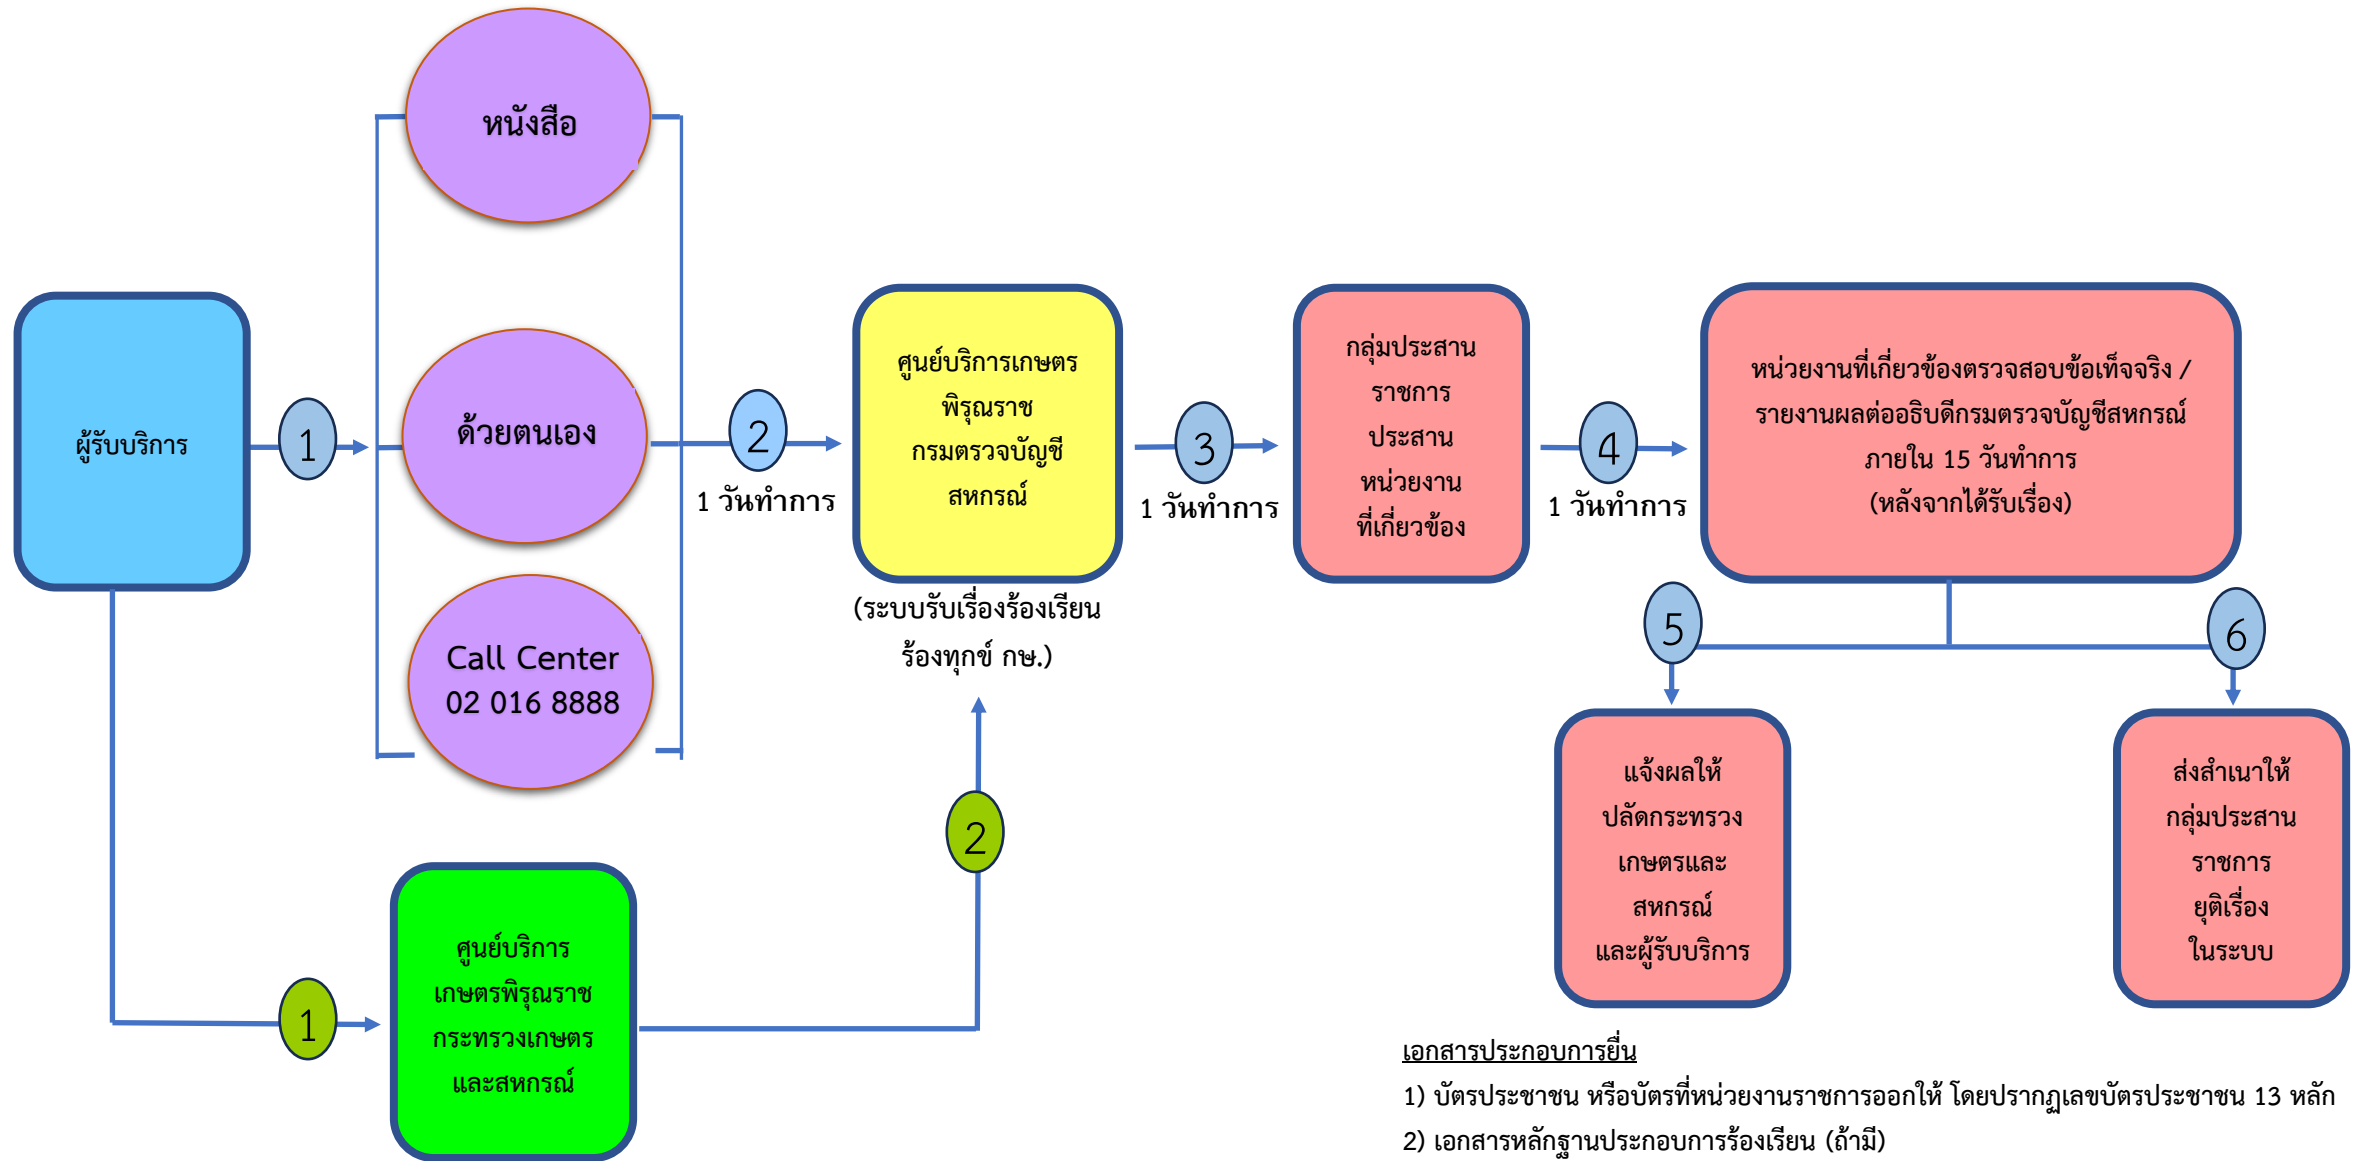 หนังสือ
ผู้รับบริการ
1
ด้วยตนเอง
Call Center
02 016 8888
2
1 วันทำการ
ศูนย์บริการเกษตร
พิรุณราช
กรมตรวจบัญชี
สหกรณ์
(ระบบรับเรื่องร้องเรียน
ร้องทุกข์ กษ.)
3
1 วันทำการ
กลุ่มประสาน
ราชการ
ประสาน
หน่วยงาน
ที่เกี่ยวข้อง
4
1 วันทำการ
หน่วยงานที่เกี่ยวข้องตรวจสอบข้อเท็จจริง /
รายงานผลต่ออธิบดีกรมตรวจบัญชีสหกรณ์
ภายใน 15 วันทำการ
(หลังจากได้รับเรื่อง)
5
แจ้งผลให้
ปลัดกระทรวง
เกษตรและ
สหกรณ์
และผู้รับบริการ
6
ส่งสำเนาให้
กลุ่มประสาน
ราชการ
ยุติเรื่อง
ในระบบ
1
ศูนย์บริการ
เกษตรพิรุณราช
กระทรวงเกษตร
และสหกรณ์
2
เอกสารประกอบการยื่น
1) บัตรประชาชน หรือบัตรที่หน่วยงานราชการออกให้ โดยปรากฏเลขบัตรประชาชน 13 หลัก
2) เอกสารหลักฐานประกอบการร้องเรียน (ถ้ามี)